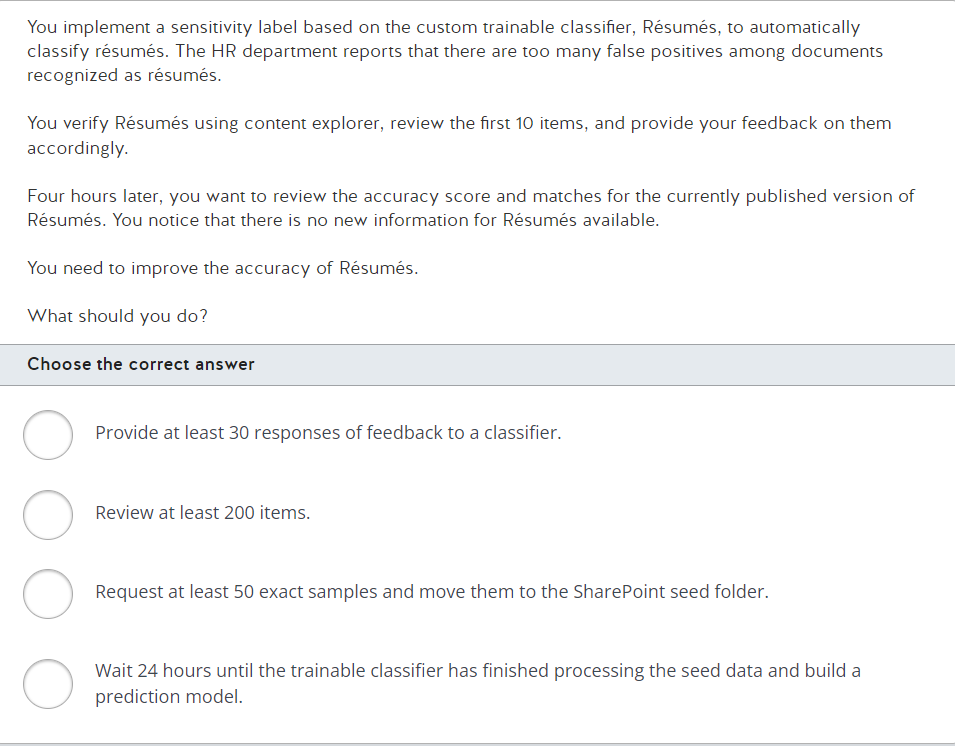 You implement a sensitivity label based on the custom trainable classifier, Résumés, to automatically
classify résumés. The HR department reports that there are too many false positives among documents
recognized as résumés.
You verify Résumés using content explorer, review the first 10 items, and provide your feedback on them
accordingly.
Four hours later, you want to review the accuracy score and matches for the currently published version of
Résumés. You notice that there is no new information for Résumés available.
You need to improve the accuracy of Résumés.
What should you do?
Choose the correct answer
Provide at least 30 responses of feedback to a classifier.
Review at least 200 items.
Request at least 50 exact samples and move them to the SharePoint seed folder.
Wait 24 hours until the trainable classifier has finished processing the seed data and build a
prediction model.